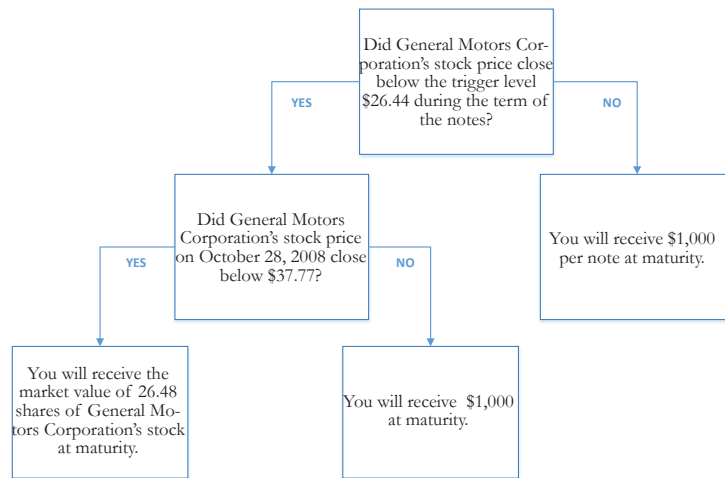 Did General Motors Cor-
poration's stock price close
below the trigger level
$26.44 during the term of
the notes?
YES
NO
Did General Motors
Corporation's stock price
on October 28, 2008 close
below $37.77?
You will receive $1,000
per note at maturity.
YES
NO
You will receive the
market value of 26.48
shares of General Mo-
tors Corporation's stock
at maturity.
You will receive $1,000
at maturity.